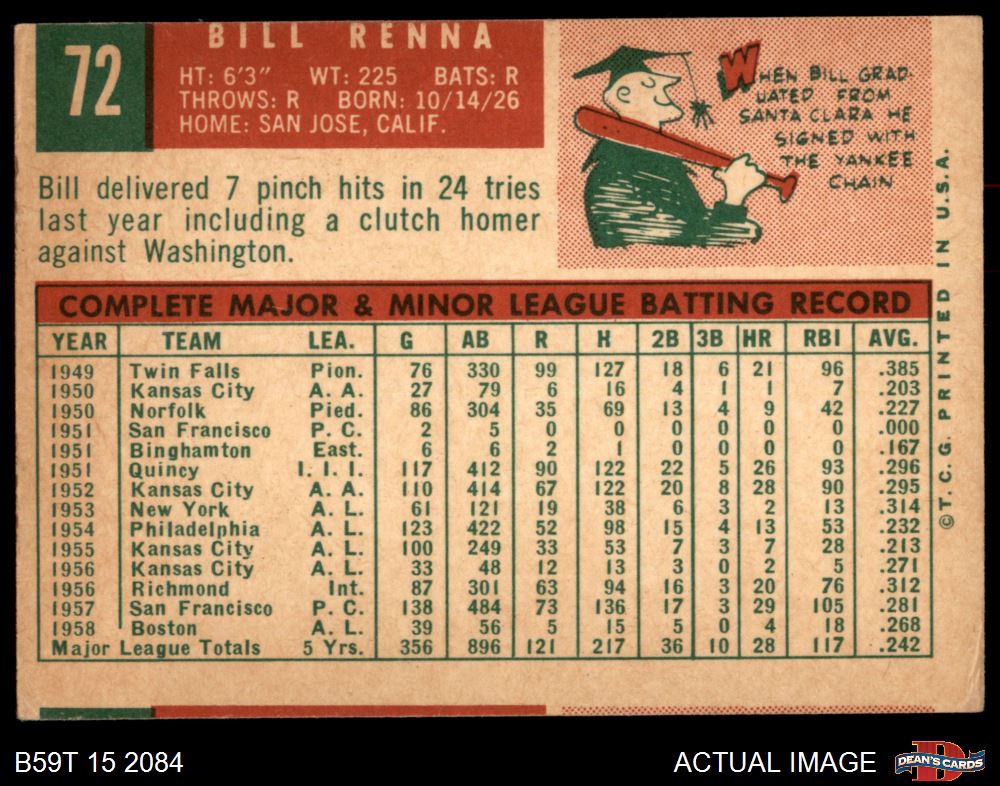 72
BILL RENNA
HT: 6'3" WT: 225 BATS: R
THROWS: R BORN: 10/14/26
HOME: SAN JOSE, CALIF.
WHEN BILL GRAD-
UATED FROM
SANTA CLARA HE
SIGNED WITH
THE YANKEE
CHAIN
Bill delivered 7 pinch hits in 24 tries
last year including a clutch homer
against Washington.
COMPLETE MAJOR & MINOR LEAGUE BATTING RECORD
YEAR TEAM LEA. G AB R H 2B 3B HR RBI AVG.
1949 Twin Falls Pion. 76 330 99 127 18 6 21 96 .385
1950 Kansas City A. A. 27 79 6 16 4 1 1 7 .203
1950 Norfolk Pied. 86 304 35 69 13 4 9 42 .227
1951 San Francisco P. C. 2 5 0 0 0 0 0 0 .000
1951 Binghamton East. 6 6 2 1 0 0 0 0 .167
1951 Quincy I. I. I. 117 412 90 122 22 5 26 93 .296
1952 Kansas City A. A. 110 414 67 122 20 8 28 90 .295
1953 New York A. L. 61 121 19 38 6 3 2 13 .314
1954 Philadelphia A. L. 123 422 52 98 15 4 13 53 .232
1955 Kansas City A. L. 100 249 33 53 7 3 7 28 .213
1956 Kansas City A. L. 33 48 12 13 3 0 2 5 .271
1956 Richmond Int. 87 301 63 94 16 3 20 76 .312
1957 San Francisco P. C. 138 484 73 136 17 3 29 105 .281
1958 Boston A. L. 39 56 5 15 5 0 4 18 .268
Major League Totals 5 Yrs. 356 896 121 217 36 10 28 117 .242
©T. C. G. PRINTED IN U.S.A.
B59T 15 2084
ACTUAL IMAGE
DEAN'S CARDS